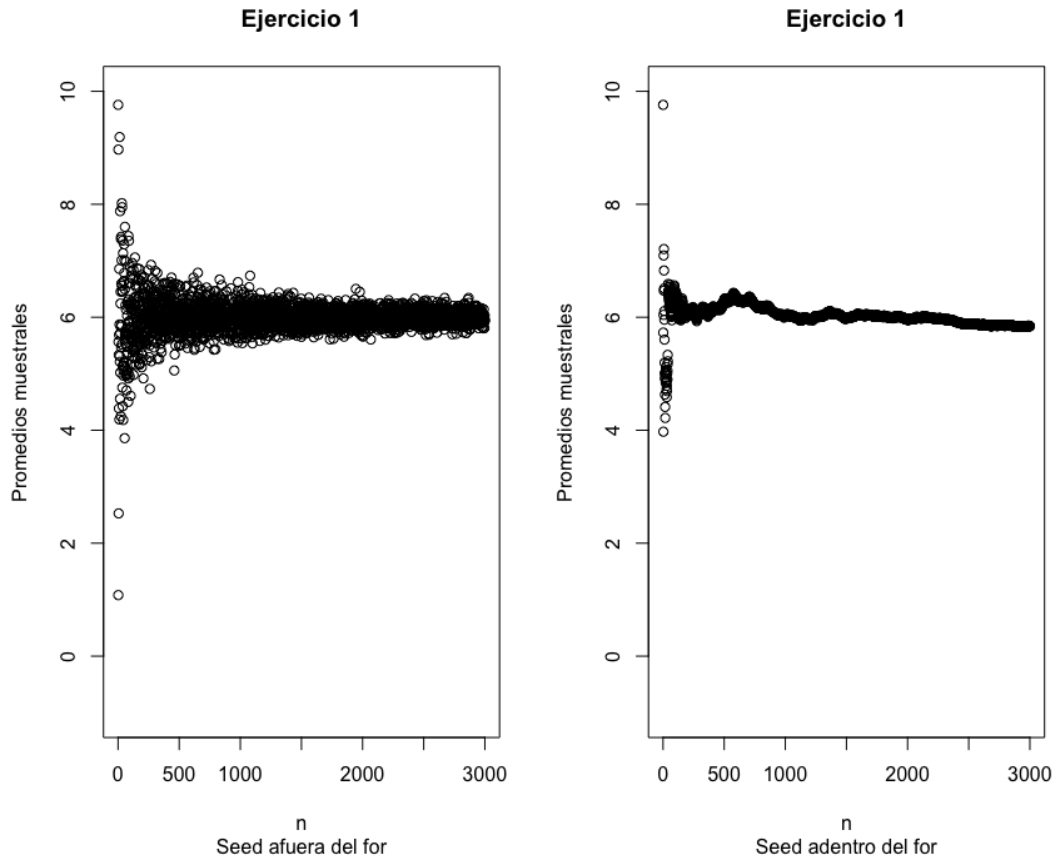 Ejercicio 1
Promedios muestrales
10
8
6
4
2
0
0 500 1000 2000 3000
n
Seed afuera del for
Ejercicio 1
Promedios muestrales
10
8
6
4
2
0
0 500 1000 2000 3000
n
Seed adentro del for